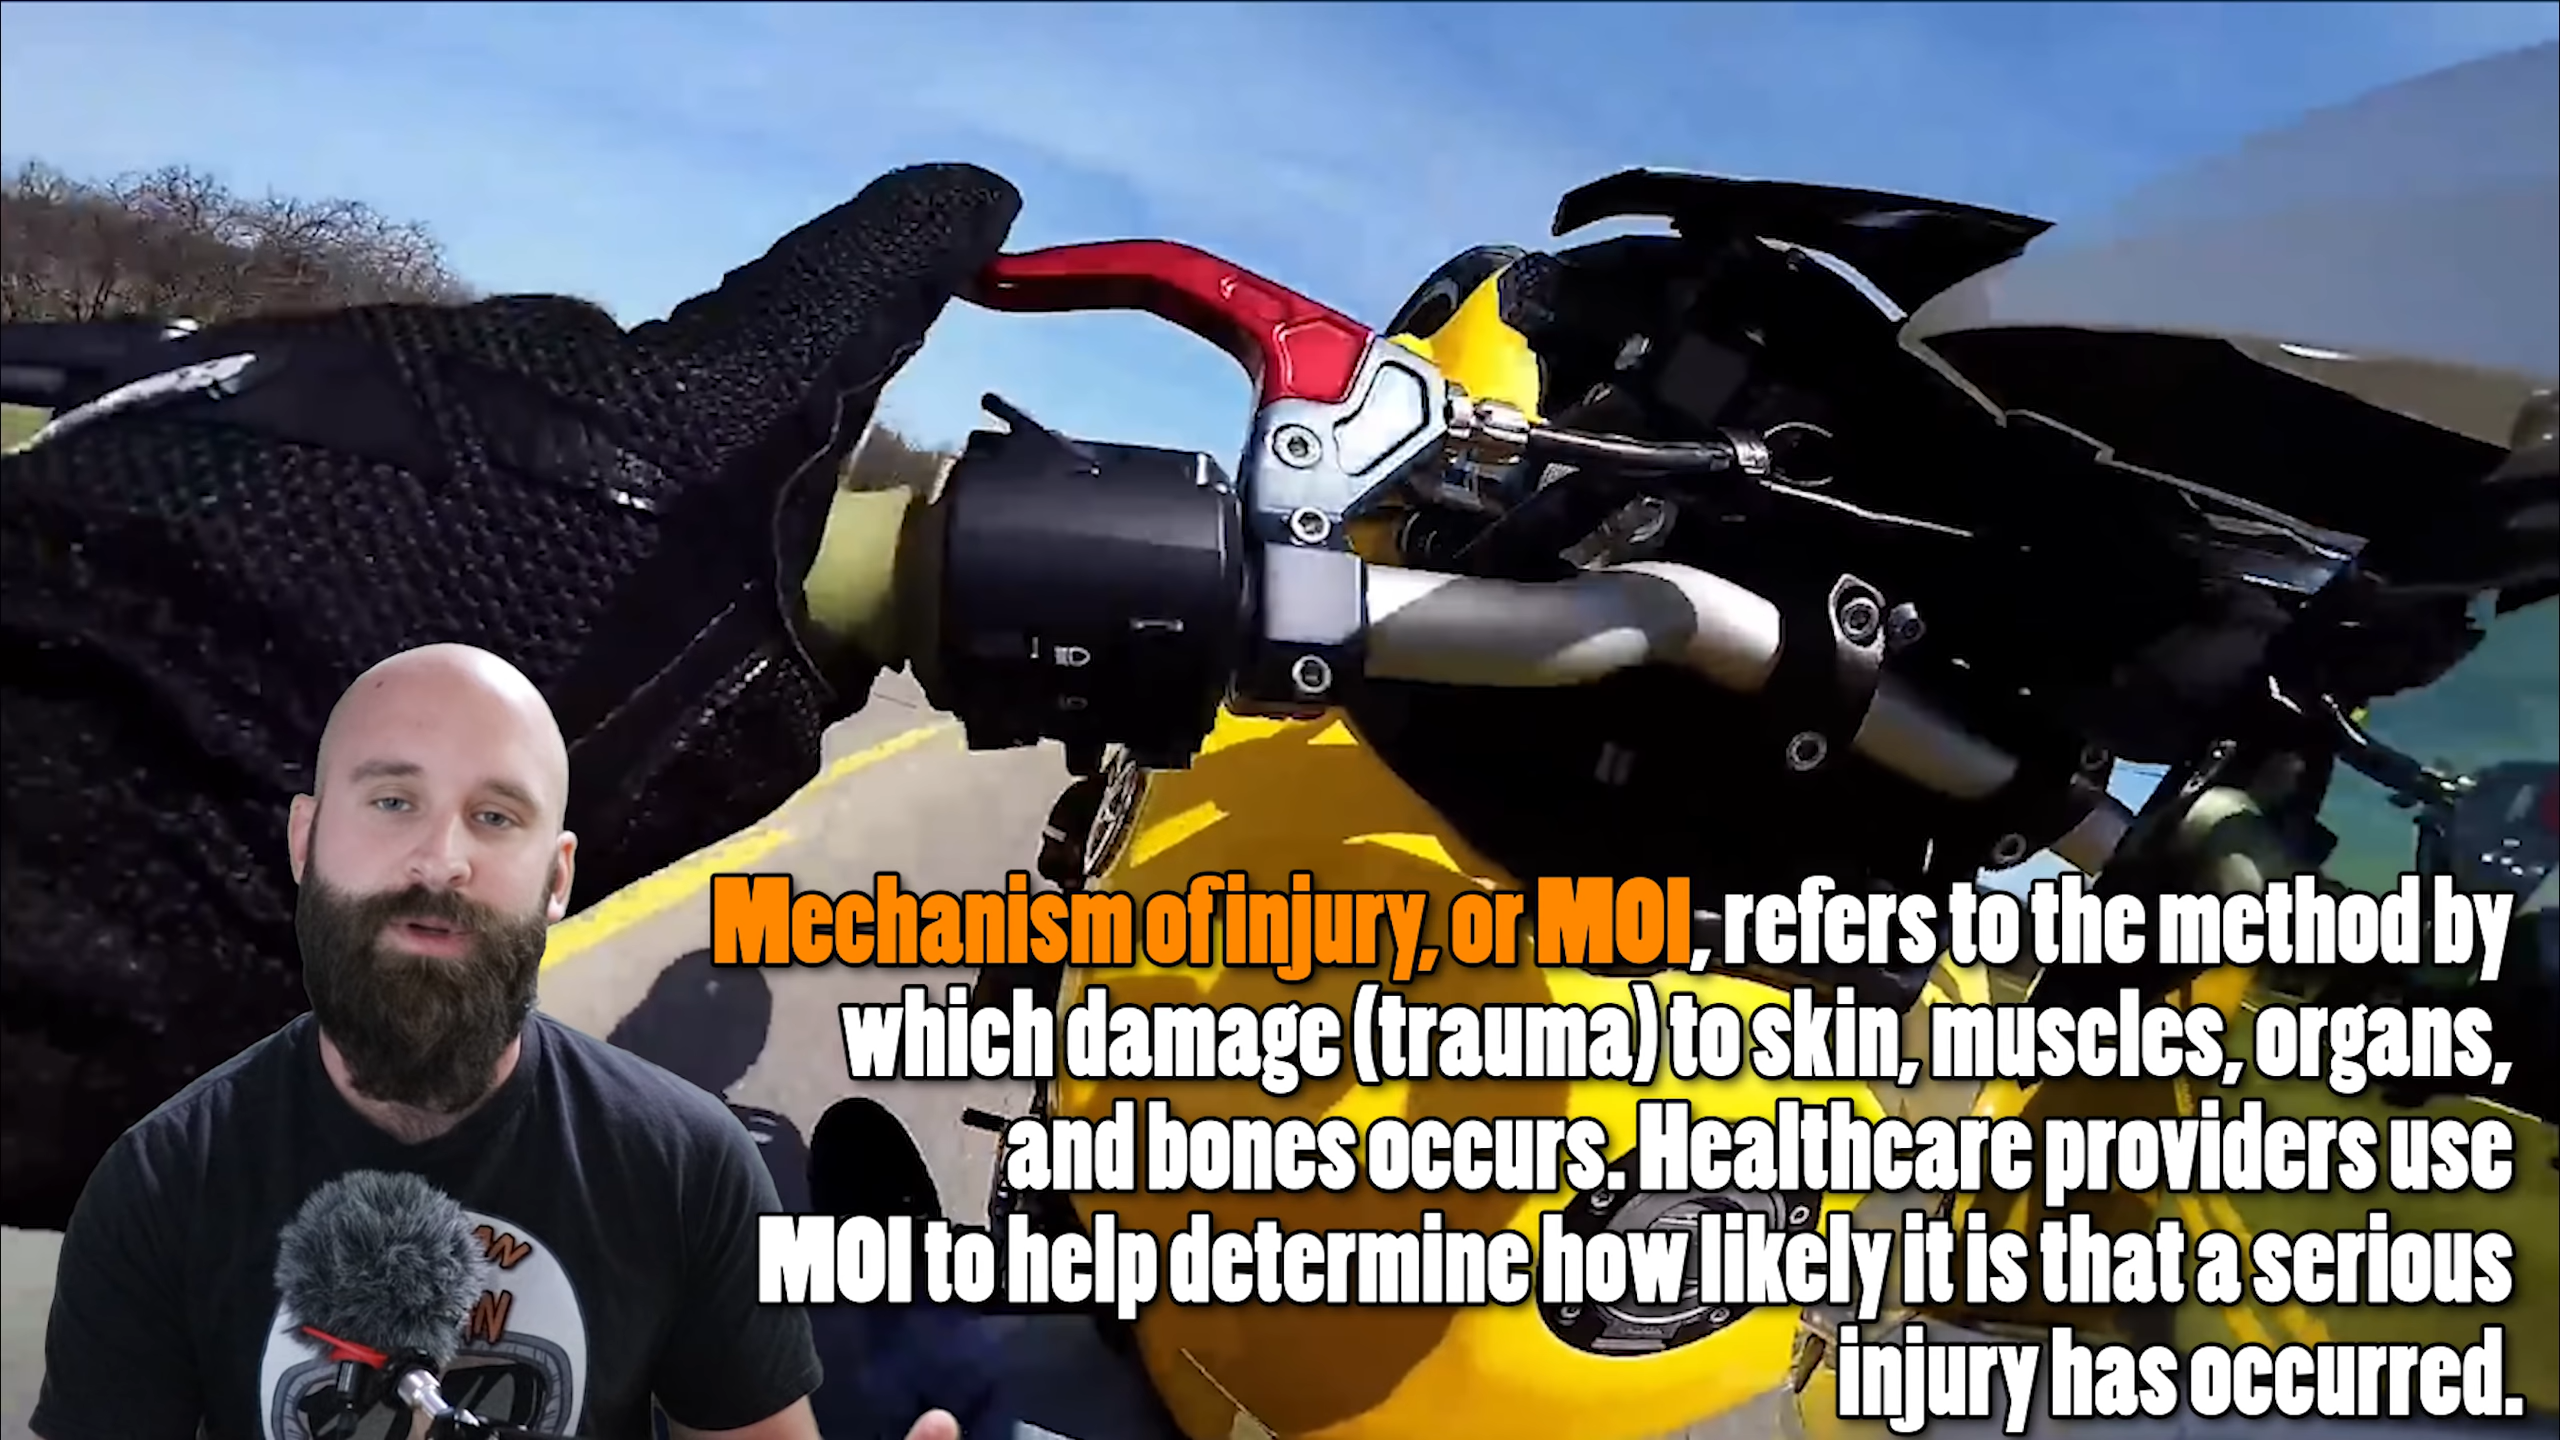 Mechanism of injury, or MOI, refers to the method by
which damage (trauma) to skin, muscles, organs,
and bones occurs. Healthcare providers use
MOI to help determine how likely it is that a serious
injury has occurred.